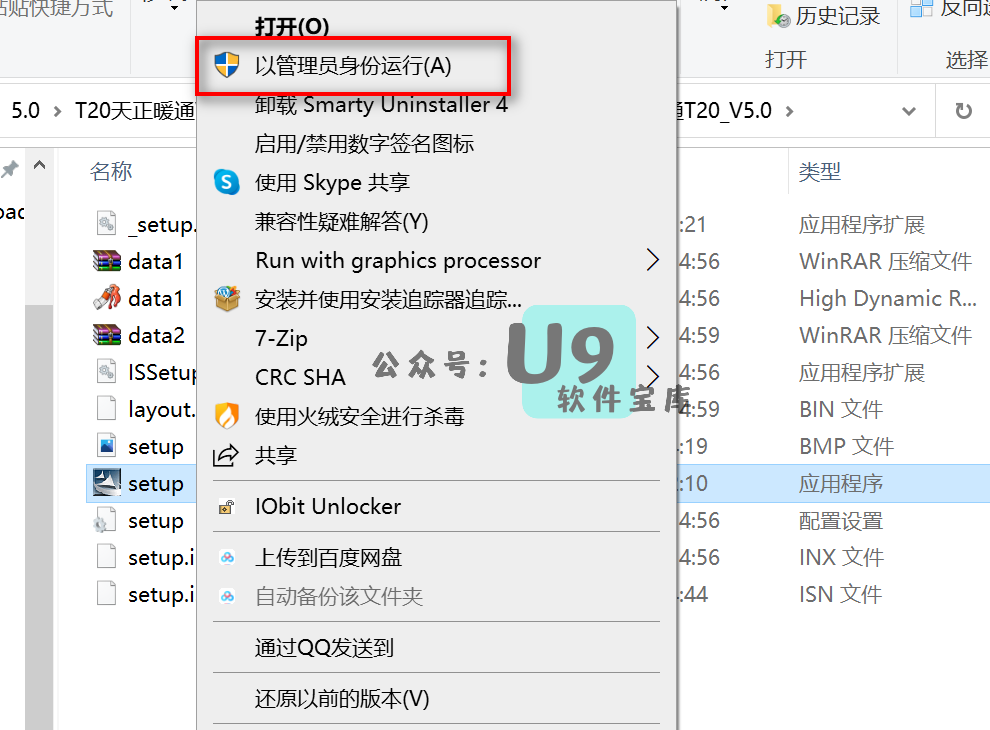 粘贴快捷方式
历史记录
反向
打开
选择
5.0 > T20天正暖通
通T20_V5.0 >
名称
类型
打开(O)
以管理员身份运行(A)
卸载 Smarty Uninstaller 4
启用/禁用数字签名图标
使用 Skype 共享
兼容性疑难解答(Y)
Run with graphics processor
安装并使用安装追踪器追踪...
7-Zip
CRC SHA
使用火绒安全进行杀毒
共享
IObit Unlocker
上传到百度网盘
自动备份该文件夹
通过QQ发送到
还原以前的版本(V)
公众号：U9
软件宝库
_setup. :21 应用程序扩展
data1 4:56 WinRAR 压缩文件
data1 4:56 High Dynamic R...
data2 4:59 WinRAR 压缩文件
ISSetup 4:56 应用程序扩展
layout. 4:59 BIN 文件
setup :19 BMP 文件
setup :10 应用程序
setup 4:56 配置设置
setup.i 4:56 INX 文件
setup.i :44 ISN 文件